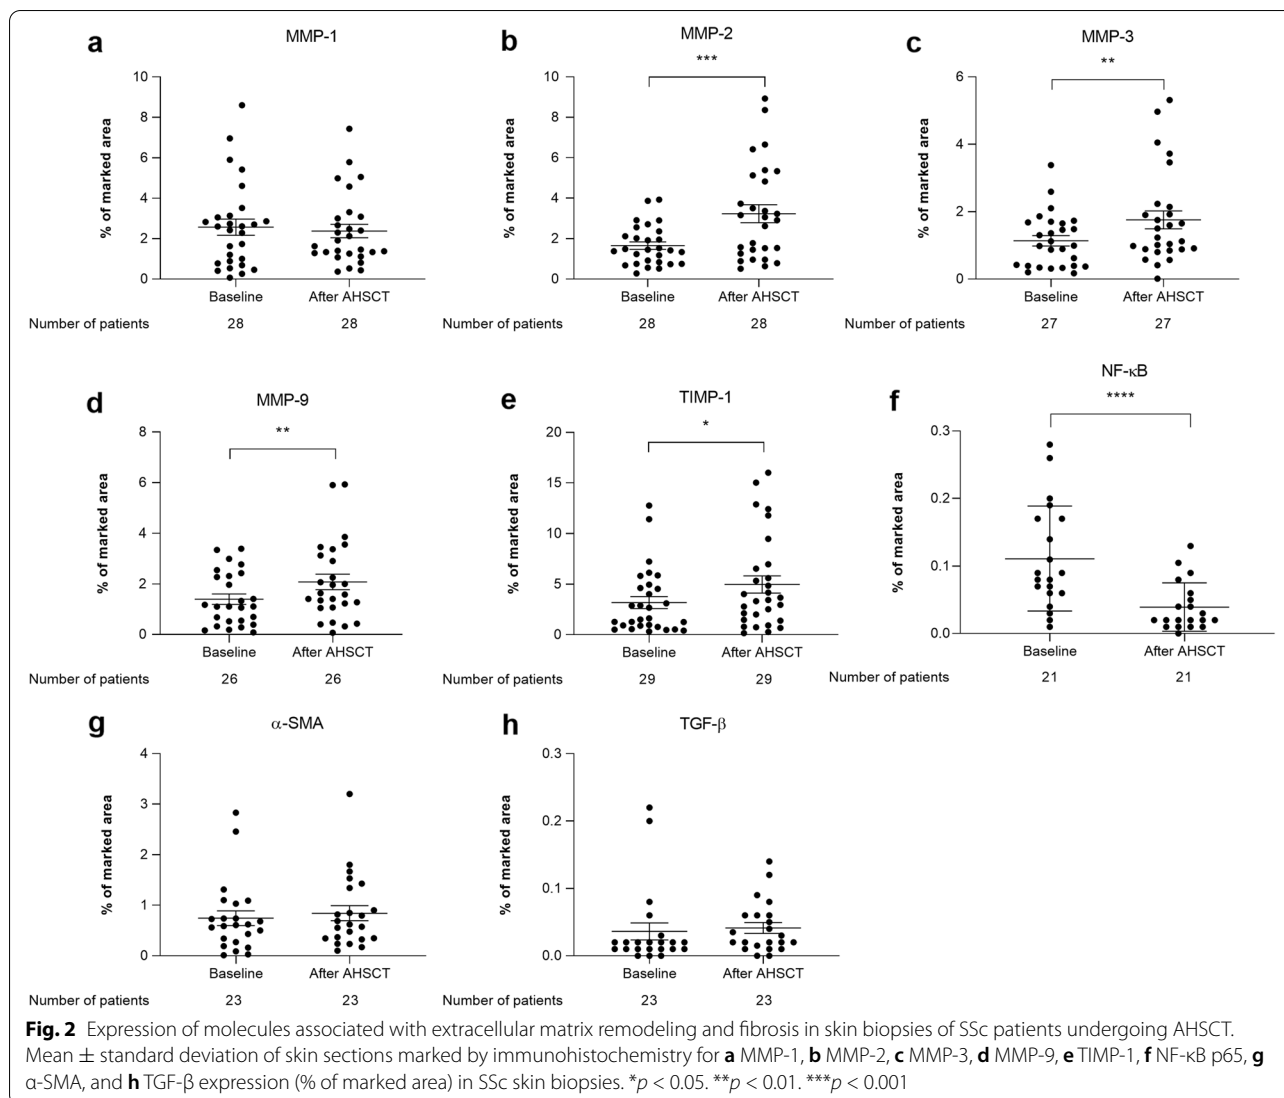 a
MMP-1
% of marked area
10
8
6
4
2
0
Baseline
After AHSCT
Number of patients
28
28
b
MMP-2
***
% of marked area
10
8
6
4
2
0
Baseline
After AHSCT
Number of patients
28
28
c
MMP-3
**
% of marked area
6
4
2
0
Baseline
After AHSCT
Number of patients
27
27
d
MMP-9
**
% of marked area
8
6
4
2
0
Baseline
After AHSCT
Number of patients
26
26
e
TIMP-1
*
% of marked area
20
15
10
5
0
Baseline
After AHSCT
Number of patients
29
29
f
NF-κB
****
% of marked area
0.3
0.2
0.1
0.0
Baseline
After AHSCT
Number of patients
21
21
g
α-SMA
% of marked area
4
3
2
1
0
Baseline
After AHSCT
Number of patients
23
23
h
TGF-β
% of marked area
0.3
0.2
0.1
0.0
Baseline
After AHSCT
Number of patients
23
23
Fig. 2 Expression of molecules associated with extracellular matrix remodeling and fibrosis in skin biopsies of SSc patients undergoing AHSCT.
Mean ± standard deviation of skin sections marked by immunohistochemistry for a MMP-1, b MMP-2, c MMP-3, d MMP-9, e TIMP-1, f NF-κB p65, g
α-SMA, and h TGF-β expression (% of marked area) in SSc skin biopsies. *p < 0.05. **p < 0.01. ***p < 0.001